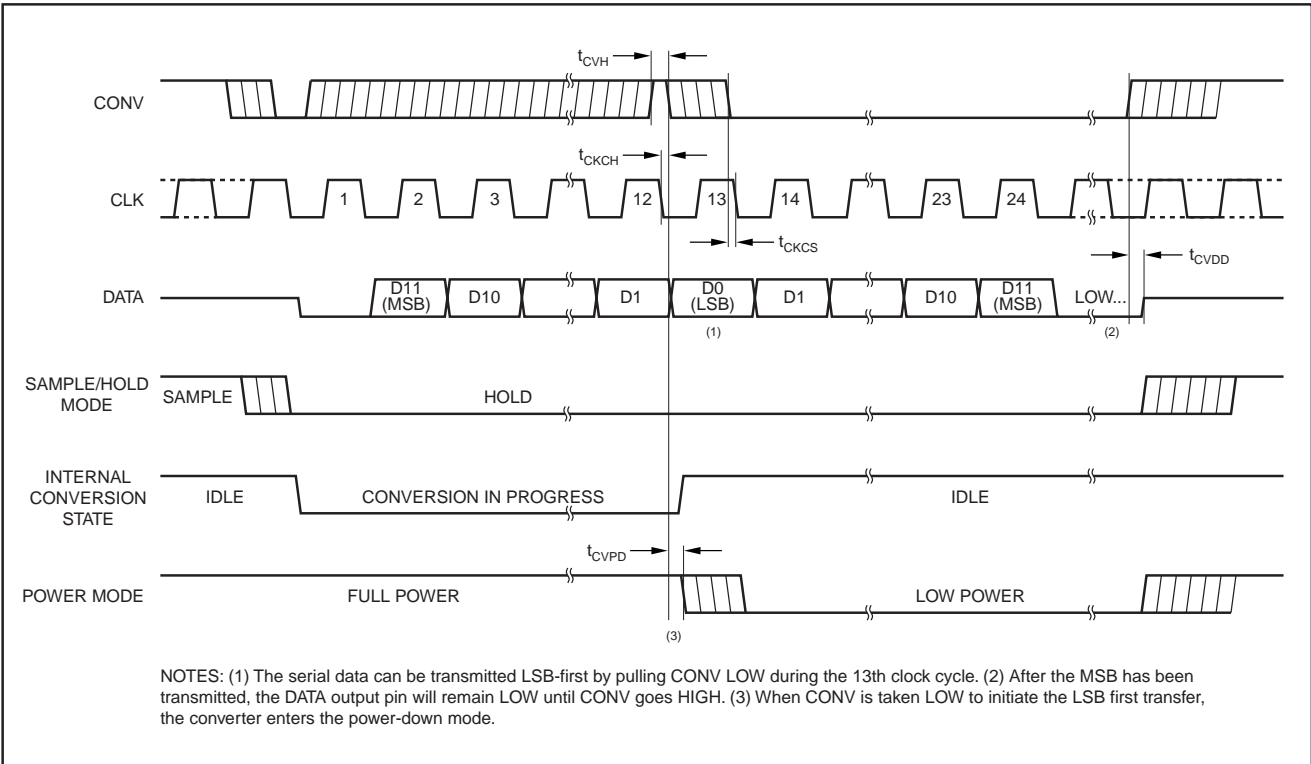 tCVH
CONV
tCKCH
CLK
1 2 3 12 13 14 23 24
tCKCS
tCVDD
DATA
D11 (MSB) D10 D1 D0 (LSB) D1 D10 D11 (MSB) LOW...
(1) (2)
SAMPLE/HOLD
MODE
SAMPLE HOLD
INTERNAL
CONVERSION
STATE
IDLE CONVERSION IN PROGRESS IDLE
tCVPD
POWER MODE
FULL POWER LOW POWER
(3)
NOTES: (1) The serial data can be transmitted LSB-first by pulling CONV LOW during the 13th clock cycle. (2) After the MSB has been
transmitted, the DATA output pin will remain LOW until CONV goes HIGH. (3) When CONV is taken LOW to initiate the LSB first transfer,
the converter enters the power-down mode.